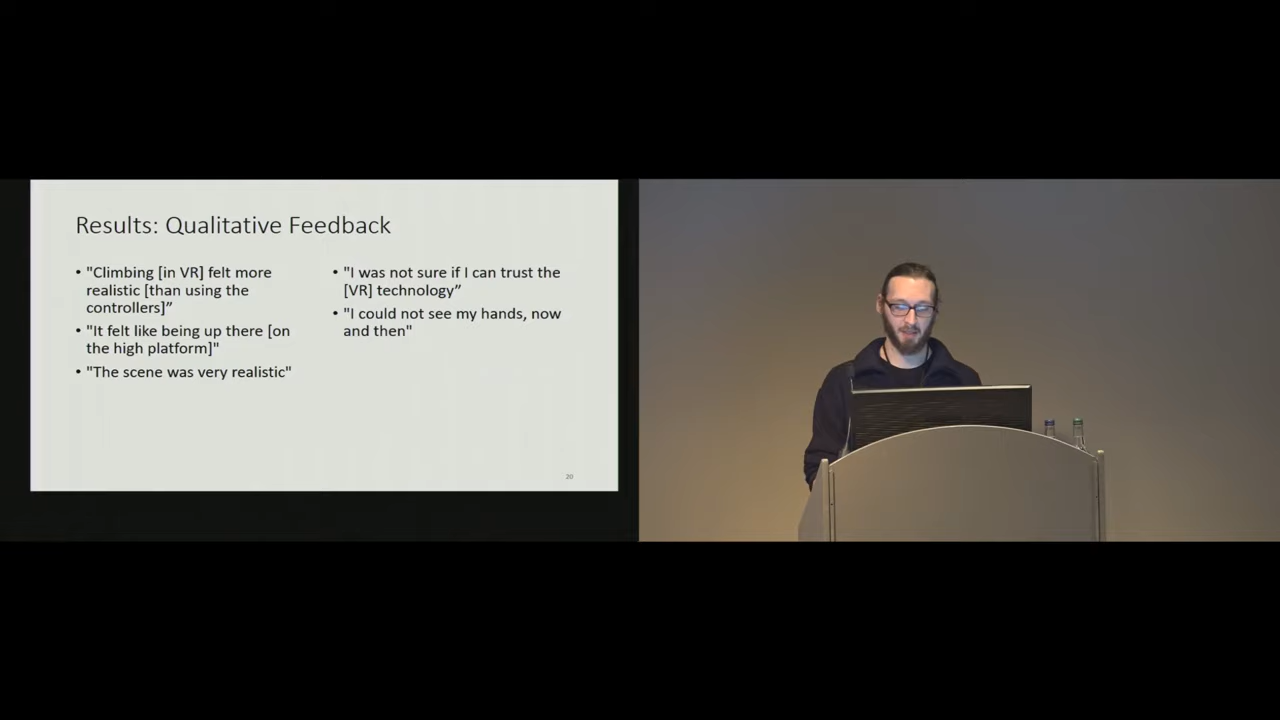 Results: Qualitative Feedback
• "Climbing [in VR] felt more
realistic [than using the
controllers]”
• "It felt like being up there [on
the high platform]"
• "The scene was very realistic"
• "I was not sure if I can trust the
[VR] technology”
• "I could not see my hands, now
and then"
20